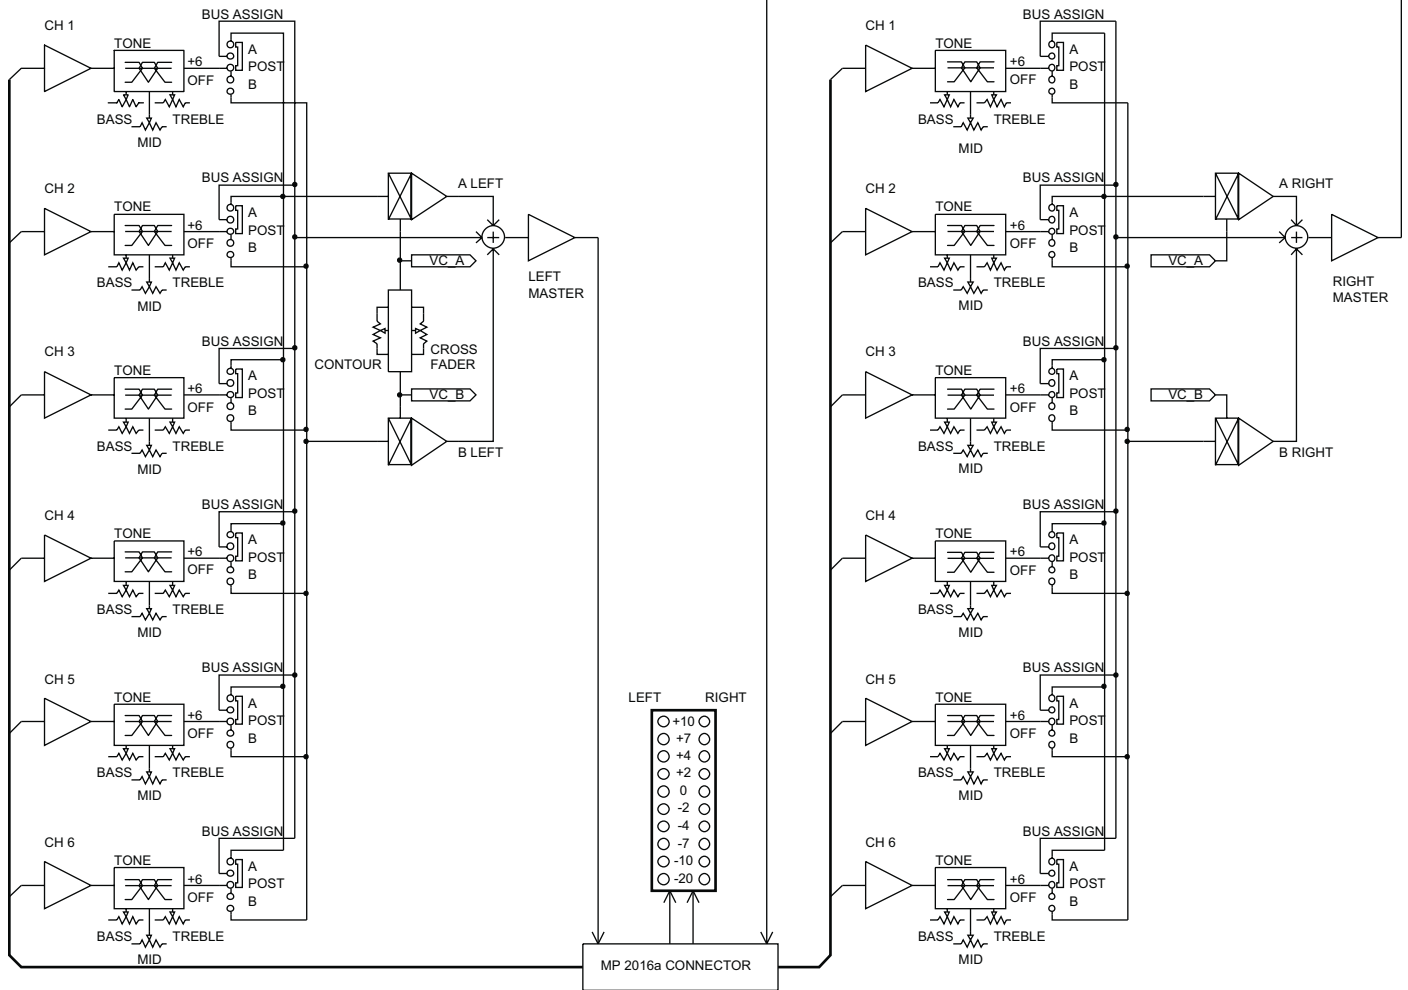 BUS ASSIGN
CH 1
TONE
+6
OFF
A
POST
B
BASS
TREBLE
MID
BUS ASSIGN
CH 2
TONE
+6
OFF
A
POST
B
BASS
TREBLE
MID
BUS ASSIGN
CH 3
TONE
+6
OFF
A
POST
B
BASS
TREBLE
MID
BUS ASSIGN
CH 4
TONE
+6
OFF
A
POST
B
BASS
TREBLE
MID
BUS ASSIGN
CH 5
TONE
+6
OFF
A
POST
B
BASS
TREBLE
MID
BUS ASSIGN
CH 6
TONE
+6
OFF
A
POST
B
BASS
TREBLE
MID
A LEFT
VC_A
LEFT
MASTER
CONTOUR
CROSS
FADER
VC_B
B LEFT
LEFT
RIGHT
+10
+7
+4
+2
0
-2
-4
-7
-10
-20
MP 2016a CONNECTOR
BUS ASSIGN
CH 1
TONE
+6
OFF
A
POST
B
BASS
TREBLE
MID
BUS ASSIGN
CH 2
TONE
+6
OFF
A
POST
B
BASS
TREBLE
MID
BUS ASSIGN
CH 3
TONE
+6
OFF
A
POST
B
BASS
TREBLE
MID
BUS ASSIGN
CH 4
TONE
+6
OFF
A
POST
B
BASS
TREBLE
MID
BUS ASSIGN
CH 5
TONE
+6
OFF
A
POST
B
BASS
TREBLE
MID
BUS ASSIGN
CH 6
TONE
+6
OFF
A
POST
B
BASS
TREBLE
MID
A RIGHT
VC_A
RIGHT
MASTER
VC_B
B RIGHT